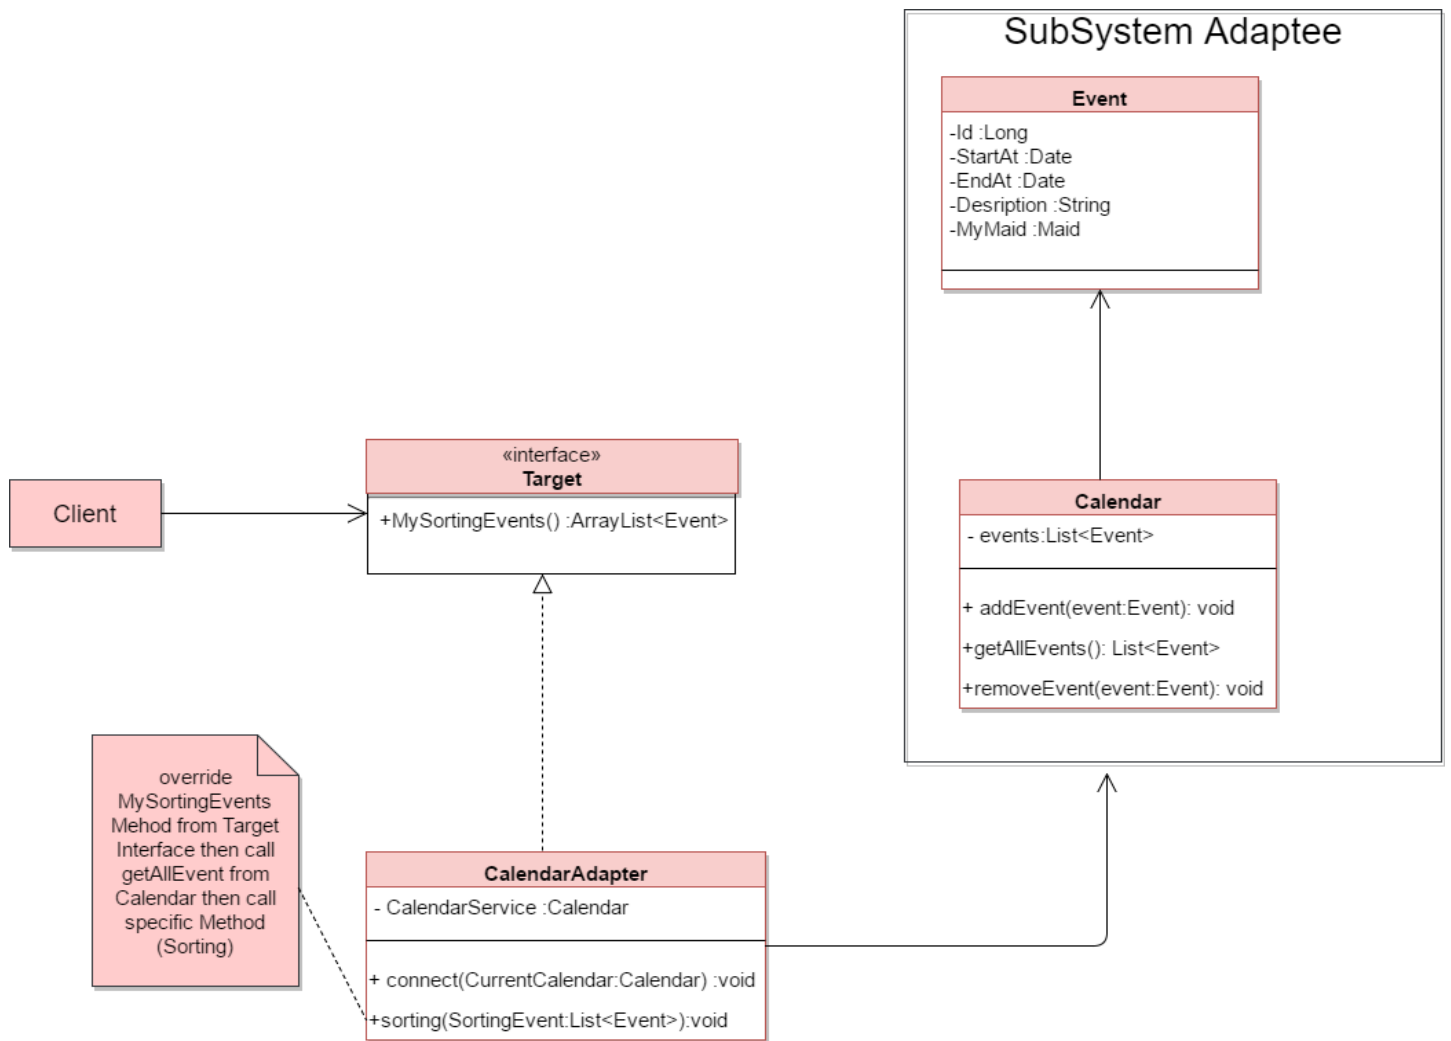 SubSystem Adaptee
Event
-Id :Long
-StartAt :Date
-EndAt :Date
-Desription :String
-MyMaid :Maid
«interface»
Target
+MySortingEvents() :ArrayList<Event>
Client
Calendar
- events:List<Event>
+ addEvent(event:Event): void
+getAllEvents(): List<Event>
+removeEvent(event:Event): void
override
MySortingEvents
Mehod from Target
Interface then call
getAllEvent from
Calendar then call
specific Method
(Sorting)
CalendarAdapter
- CalendarService :Calendar
+ connect(CurrentCalendar:Calendar) :void
+sorting(SortingEvent:List<Event>):void